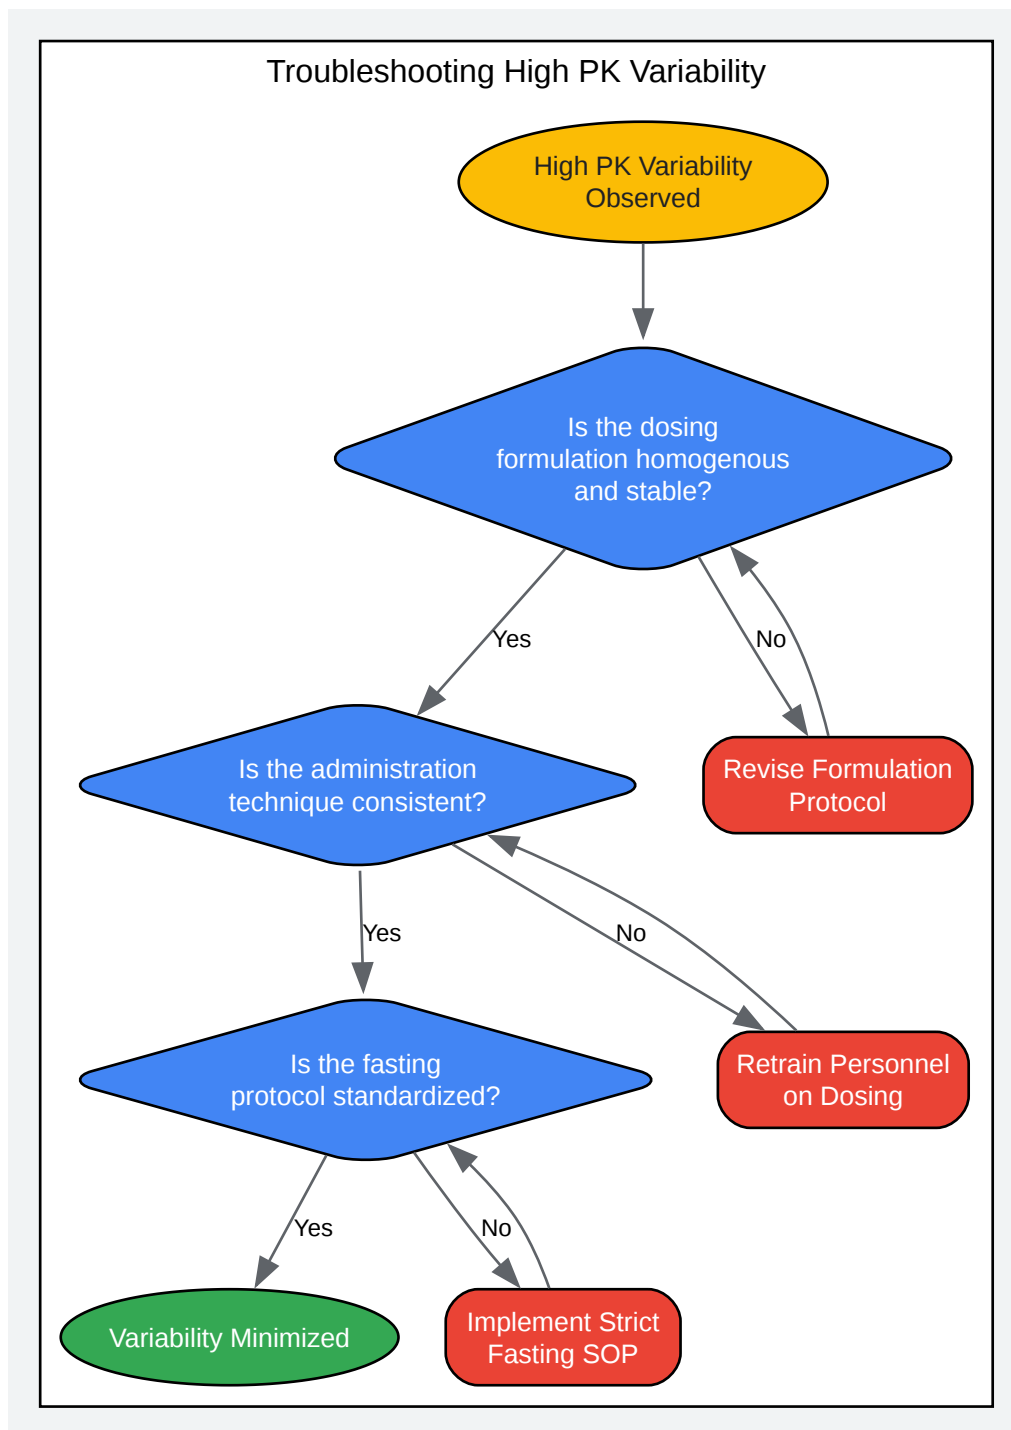 Troubleshooting High PK Variability
High PK Variability
Observed
Is the dosing
formulation homogenous
and stable?
Yes
No
Is the administration
technique consistent?
Revise Formulation
Protocol
Yes
No
Is the fasting
protocol standardized?
Retrain Personnel
on Dosing
Yes
No
Variability Minimized
Implement Strict
Fasting SOP